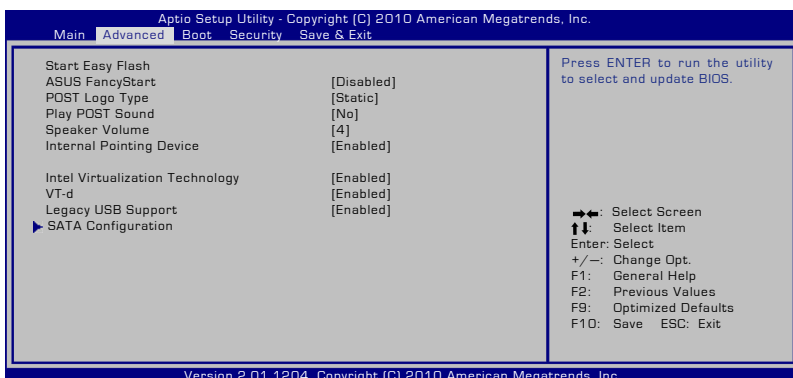 Aptio Setup Utility - Copyright (C) 2010 American Megatrends, Inc.
Main Advanced Boot Security Save & Exit
Start Easy Flash
ASUS FancyStart [Disabled]
POST Logo Type [Static]
Play POST Sound [No]
Speaker Volume [4]
Internal Pointing Device [Enabled]
Intel Virtualization Technology [Enabled]
VT-d [Enabled]
Legacy USB Support [Enabled]
SATA Configuration
Press ENTER to run the utility
to select and update BIOS.
→←: Select Screen
↑↓: Select Item
Enter: Select
+/—: Change Opt.
F1: General Help
F2: Previous Values
F9: Optimized Defaults
F10: Save ESC: Exit
Version 2.01.1204. Copyright (C) 2010 American Megatrends, Inc.